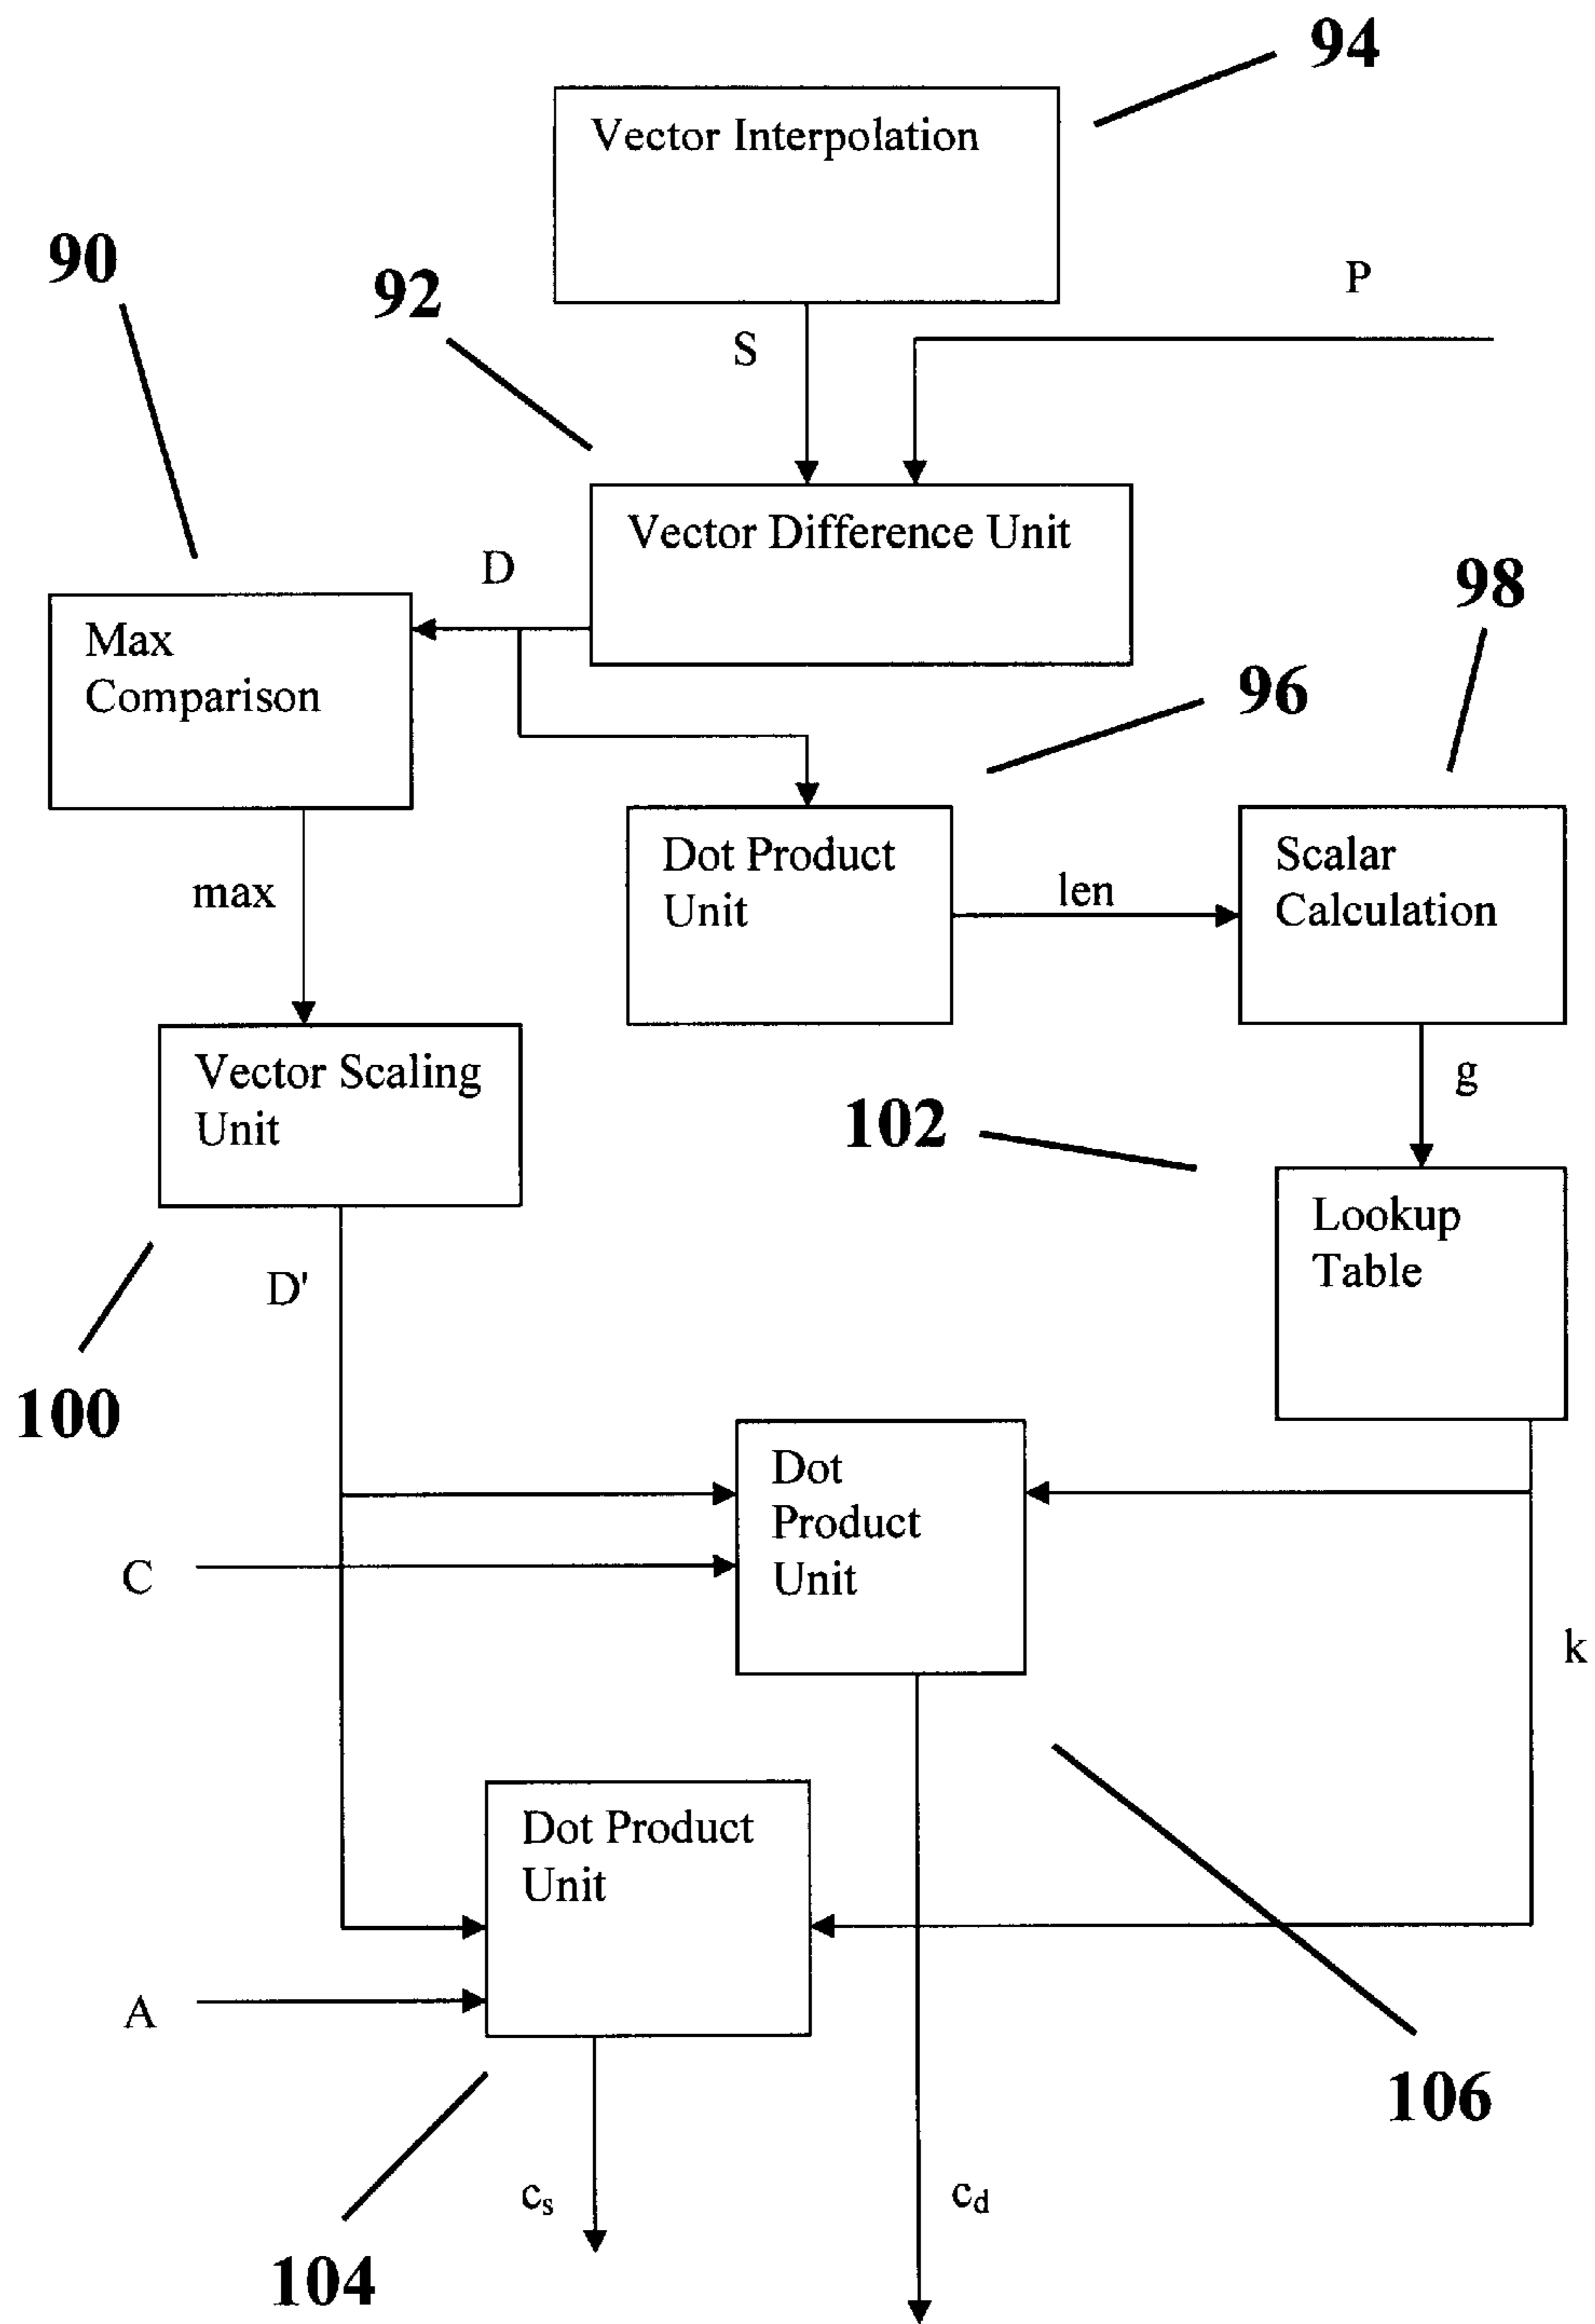 94
Vector Interpolation
90
92
P
S
Vector Difference Unit
D
98
Max
Comparison
96
Dot Product
Unit
len
Scalar
Calculation
max
Vector Scaling
Unit
g
102
Lookup
Table
D'
100
Dot
Product
Unit
C
k
Dot Product
Unit
A
106
cs
cd
104